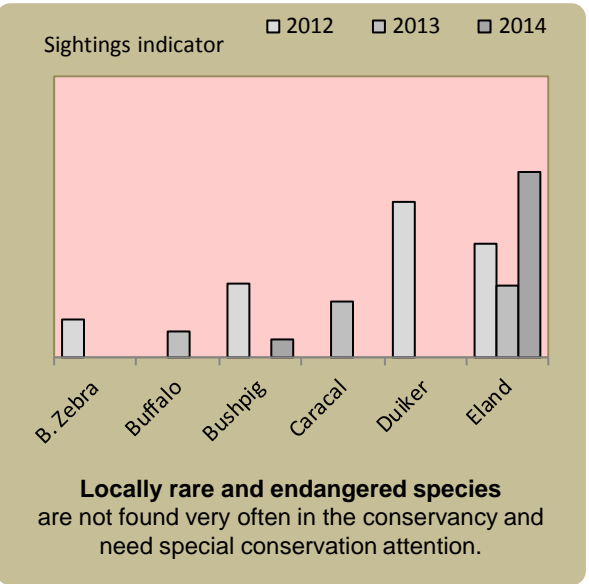 2012 2013 2014
Sightings indicator
B. Zebra Buffalo Bushpig Caracal Duiker Eland
Locally rare and endangered species
are not found very often in the conservancy and
need special conservation attention.